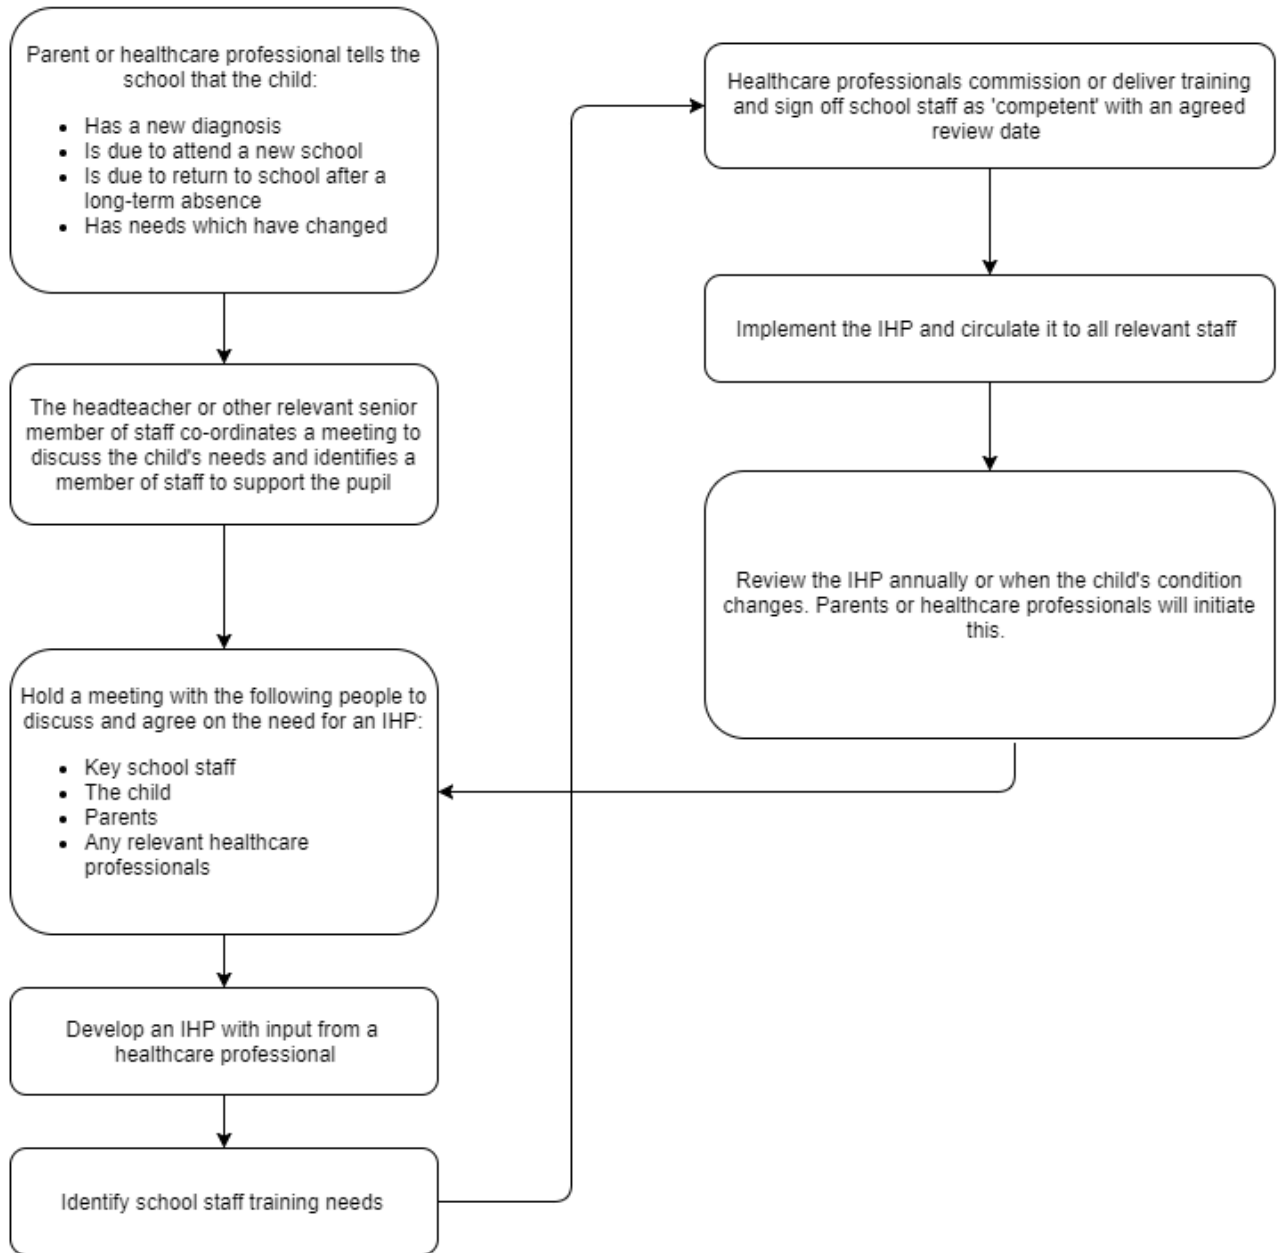 Parent or healthcare professional tells the
school that the child:
• Has a new diagnosis
• Is due to attend a new school
• Is due to return to school after a
long-term absence
• Has needs which have changed
The headteacher or other relevant senior
member of staff co-ordinates a meeting to
discuss the child's needs and identifies a
member of staff to support the pupil
Hold a meeting with the following people to
discuss and agree on the need for an IHP:
• Key school staff
• The child
• Parents
• Any relevant healthcare
professionals
Develop an IHP with input from a
healthcare professional
Identify school staff training needs
Healthcare professionals commission or deliver training
and sign off school staff as 'competent' with an agreed
review date
Implement the IHP and circulate it to all relevant staff
Review the IHP annually or when the child's condition
changes. Parents or healthcare professionals will initiate
this.